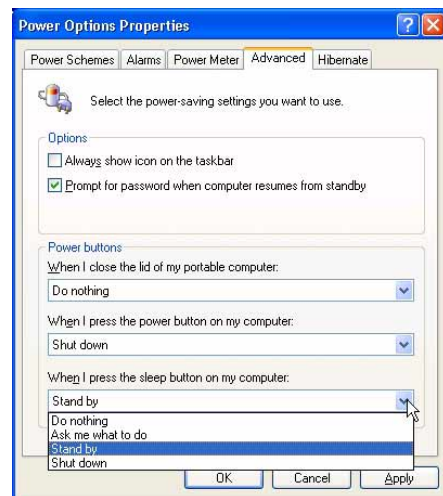 Power Options Properties
Power Schemes Alarms Power Meter Advanced Hibernate
Select the power-saving settings you want to use.
Options
Always show icon on the taskbar
Prompt for password when computer resumes from standby
Power buttons
When I close the lid of my portable computer:
Do nothing
When I press the power button on my computer:
Shut down
When I press the sleep button on my computer:
Stand by
Do nothing
Ask me what to do
Stand by
Shut down
OK Cancel Apply